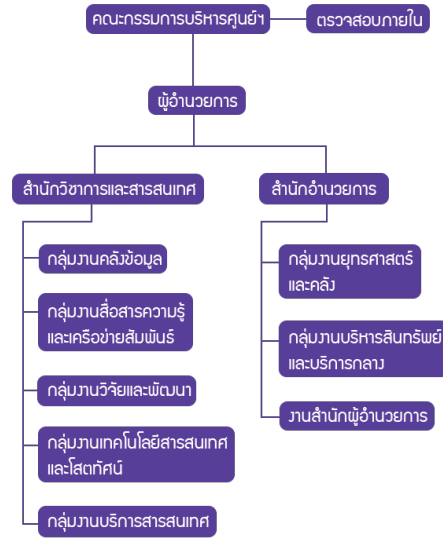 คณะกรรมการบริหารศูนย์ฯ
ตรวจสอบภายใน
ผู้อำนวยการ
สำนักวิชาการและสารสนเทศ
สำนักอำนวยการ
กลุ่มงานคลังข้อมูล
กลุ่มงานสื่อสารความรู้
และเครือข่ายสัมพันธ์
กลุ่มงานวิจัยและพัฒนา
กลุ่มงานเทคโนโลยีสารสนเทศ
และโสตทัศน์
กลุ่มงานบริการสารสนเทศ
กลุ่มงานยุทธศาสตร์
และคลัง
กลุ่มงานบริหารสินทรัพย์
และบริการกลาง
งานสำนักผู้อำนวยการ